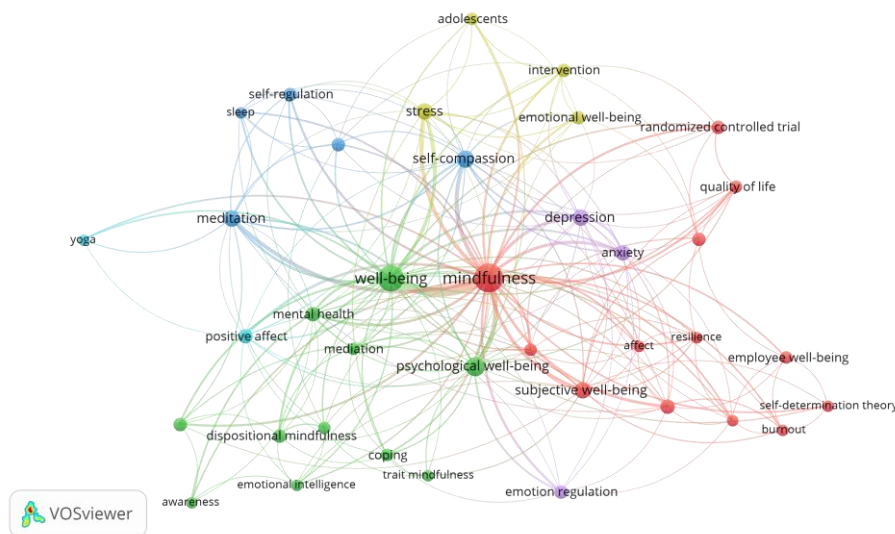 adolescents
intervention
self-regulation
sleep
stress
emotional well-being
randomized controlled trial
self-compassion
quality of life
meditation
depression
yoga
anxiety
well-being
mindfulness
mental health
positive affect
mediation
affect
resilience
psychological well-being
employee well-being
subjective well-being
self-determination theory
burnout
dispositional mindfulness
coping
trait mindfulness
emotional intelligence
emotion regulation
awareness
VOSviewer